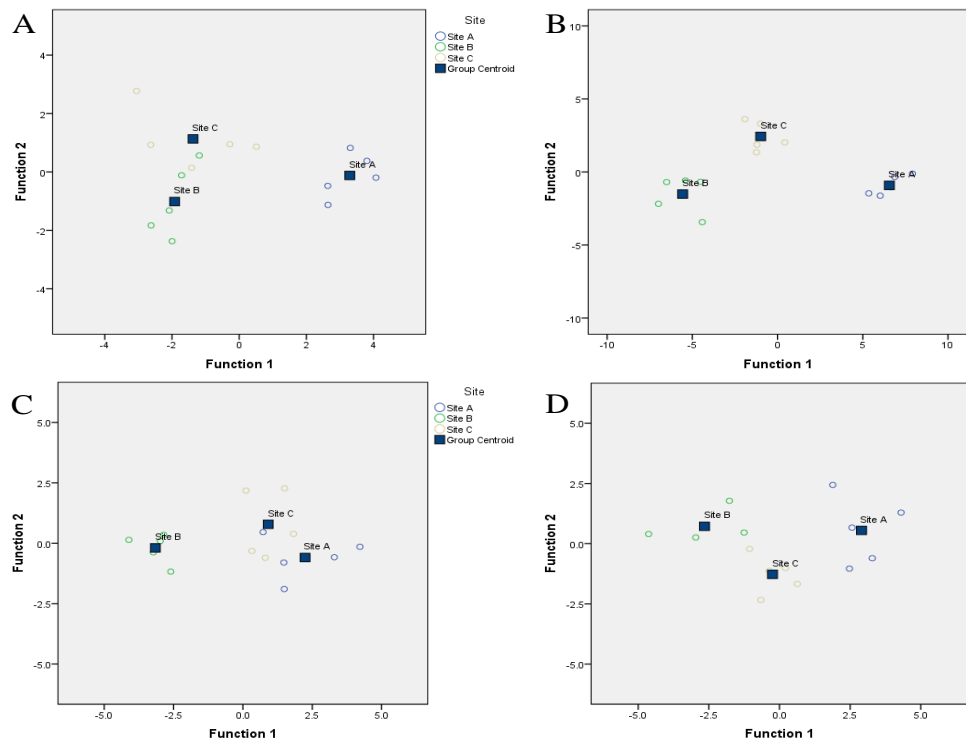 A
Site
Site A
Site B
Site C
Group Centroid
4
2
0
-2
-4
Function 2
Site C
Site A
Site B
-4
-2
0
2
4
Function 1
B
10
5
0
-5
-10
Function 2
Site C
Site A
Site B
-10
-5
0
5
10
Function 1
C
Site
Site A
Site B
Site C
Group Centroid
5.0
2.5
0.0
-2.5
-5.0
Function 2
Site C
Site B
Site A
-5.0
-2.5
0.0
2.5
5.0
Function 1
D
5.0
2.5
0.0
-2.5
-5.0
Function 2
Site B
Site A
Site C
-5.0
-2.5
0.0
2.5
5.0
Function 1